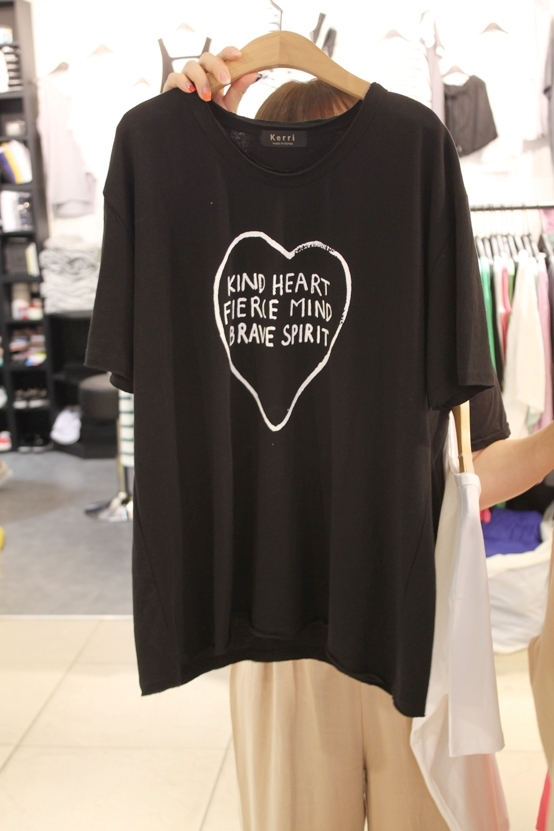 Kerri
KIND HEART
FIERCE MIND
BRAVE SPIRIT